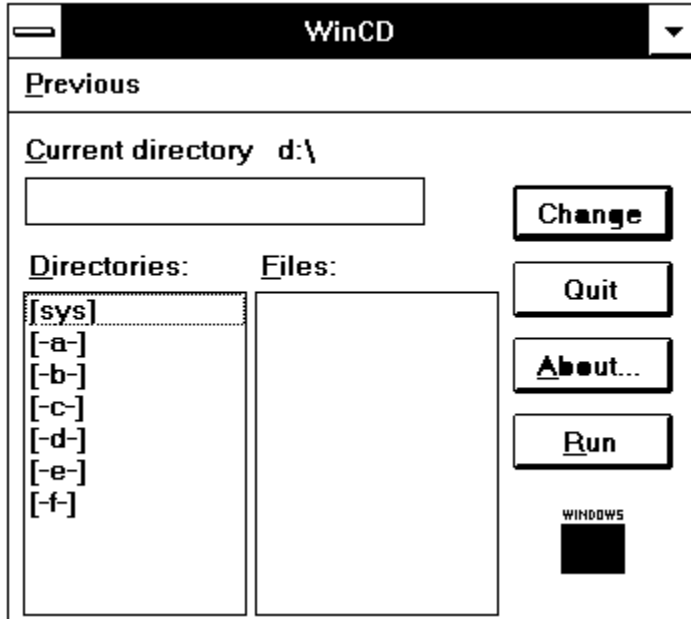 WinCD
Previous
Current directory d:\
Change
Directories: Files:
Quit
[sys]
[-a-]
[-b-]
[-c-]
[-d-]
[-e-]
[-f-]
About...
Run
WINDOWS